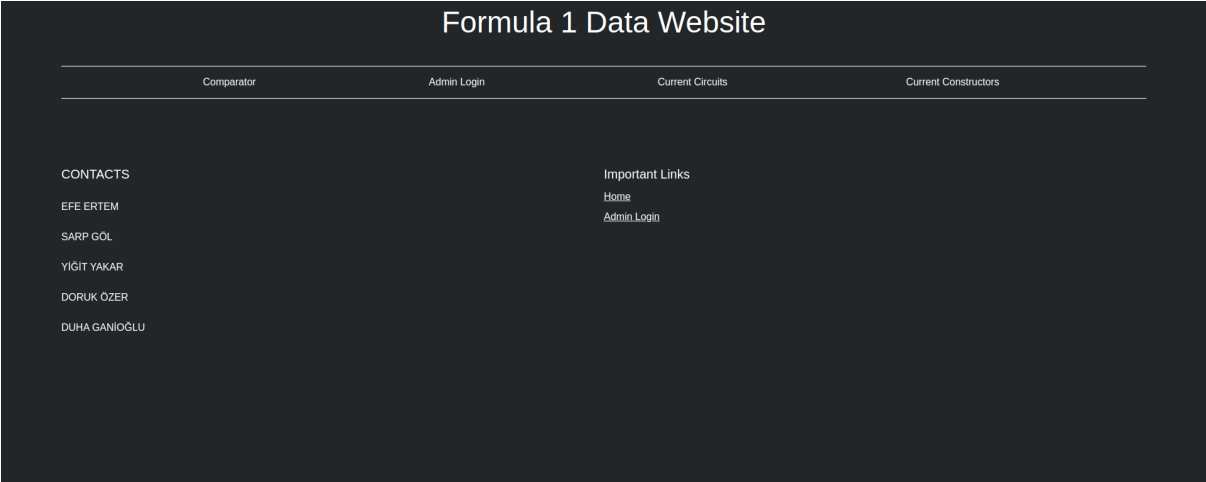 Formula 1 Data Website
Comparator Admin Login Current Circuits Current Constructors
CONTACTS
EFE ERTEM
SARP GÖL
YİĞİT YAKAR
DORUK ÖZER
DUHA GANİOĞLU
Important Links
Home
Admin Login